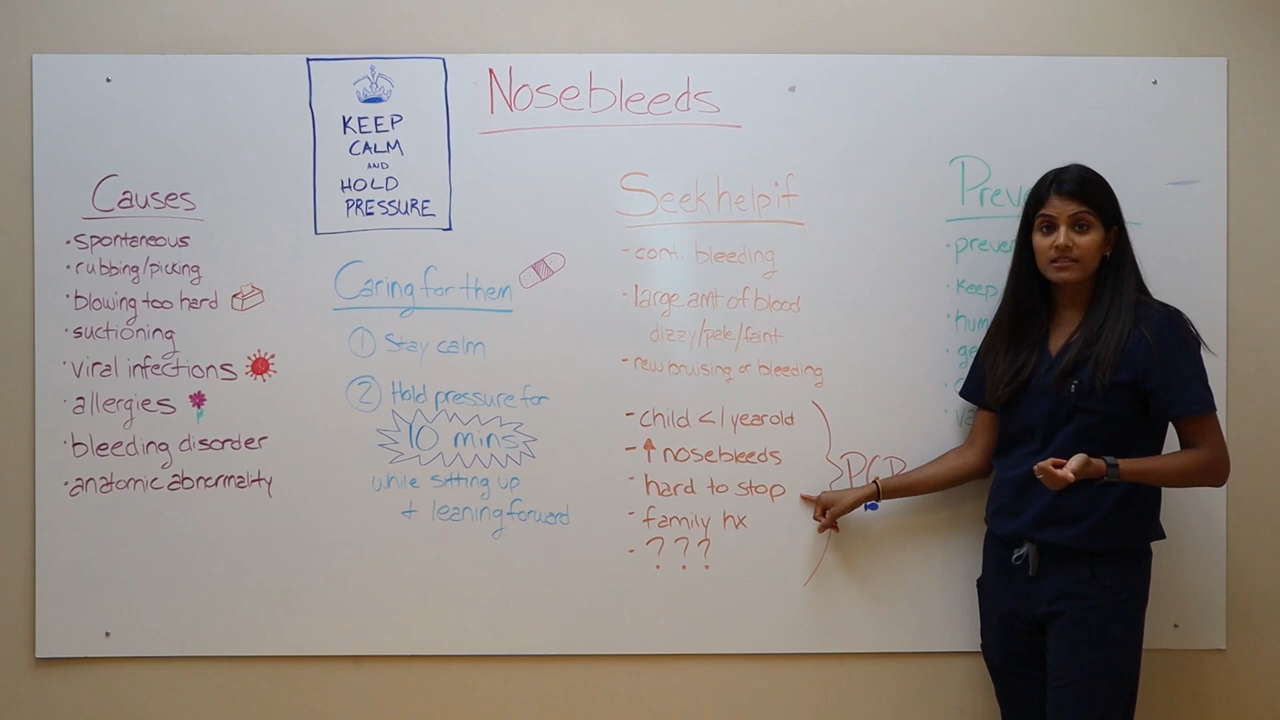 Nosebleeds
KEEP
CALM
AND
HOLD
PRESSURE
Causes
• spontaneous
• rubbing/picking
• blowing too hard
• suctioning
• viral infections
• allergies
• bleeding disorder
• anatomic abnormality
Caring for them
① Stay calm
② Hold pressure for
10 mins
while sitting up
+ leaning forward
Seek help if
- cont. bleeding
- large amt of blood
dizzy/pale/faint
- new bruising or bleeding
- child < 1 year old
- ↑ nosebleeds
- hard to stop
- family hx
- ? ? ?
PCP
Prev
• prever
• keep
• hum
• ge